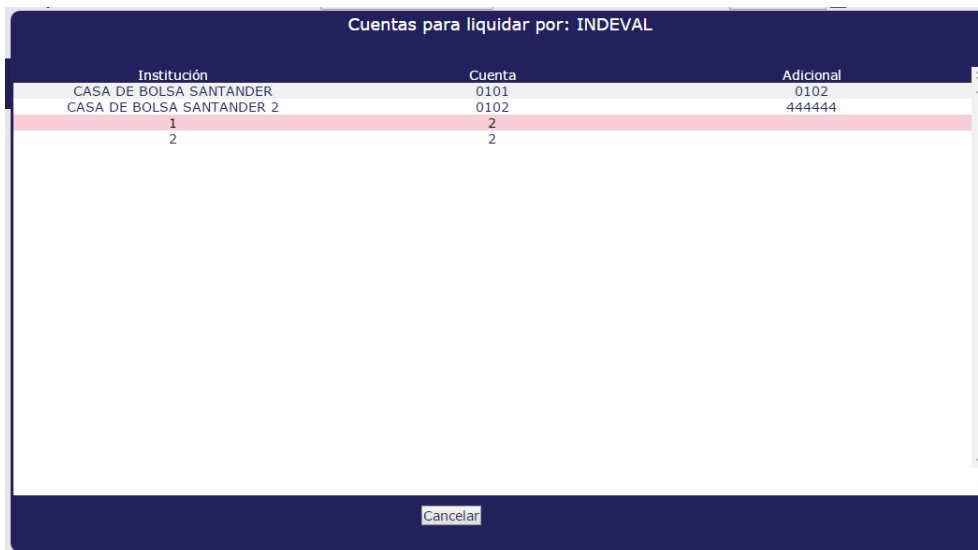 Cuentas para liquidar por: INDEVAL
Institución Cuenta Adicional
CASA DE BOLSA SANTANDER 0101 0102
CASA DE BOLSA SANTANDER 2 0102 444444
1 2
2 2
Cancelar